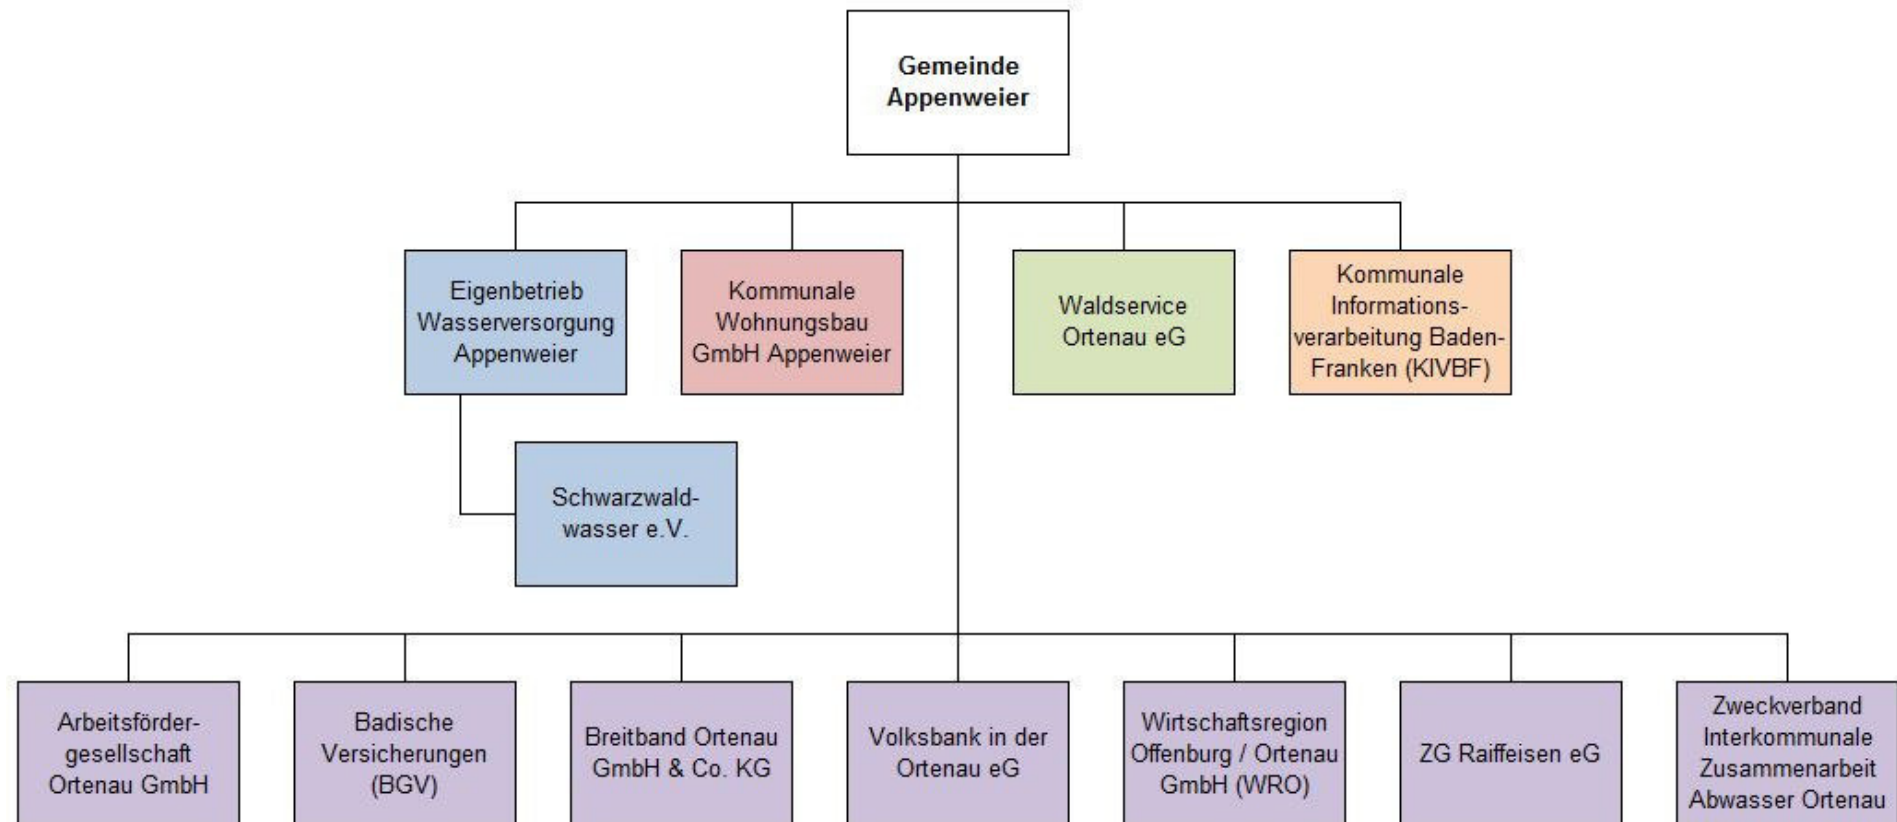 Gemeinde
Appenweier
Eigenbetrieb
Wasserversorgung
Appenweier
Kommunale
Wohnungsbau
GmbH Appenweier
Waldservice
Ortenau eG
Kommunale
Informations-
verarbeitung Baden-
Franken (KIVBF)
Schwarzwald-
wasser e.V.
Arbeitsförder-
gesellschaft
Ortenau GmbH
Badische
Versicherungen
(BGV)
Breitband Ortenau
GmbH & Co. KG
Volksbank in der
Ortenau eG
Wirtschaftsregion
Offenburg / Ortenau
GmbH (WRO)
ZG Raiffeisen eG
Zweckverband
Interkommunale
Zusammenarbeit
Abwasser Ortenau